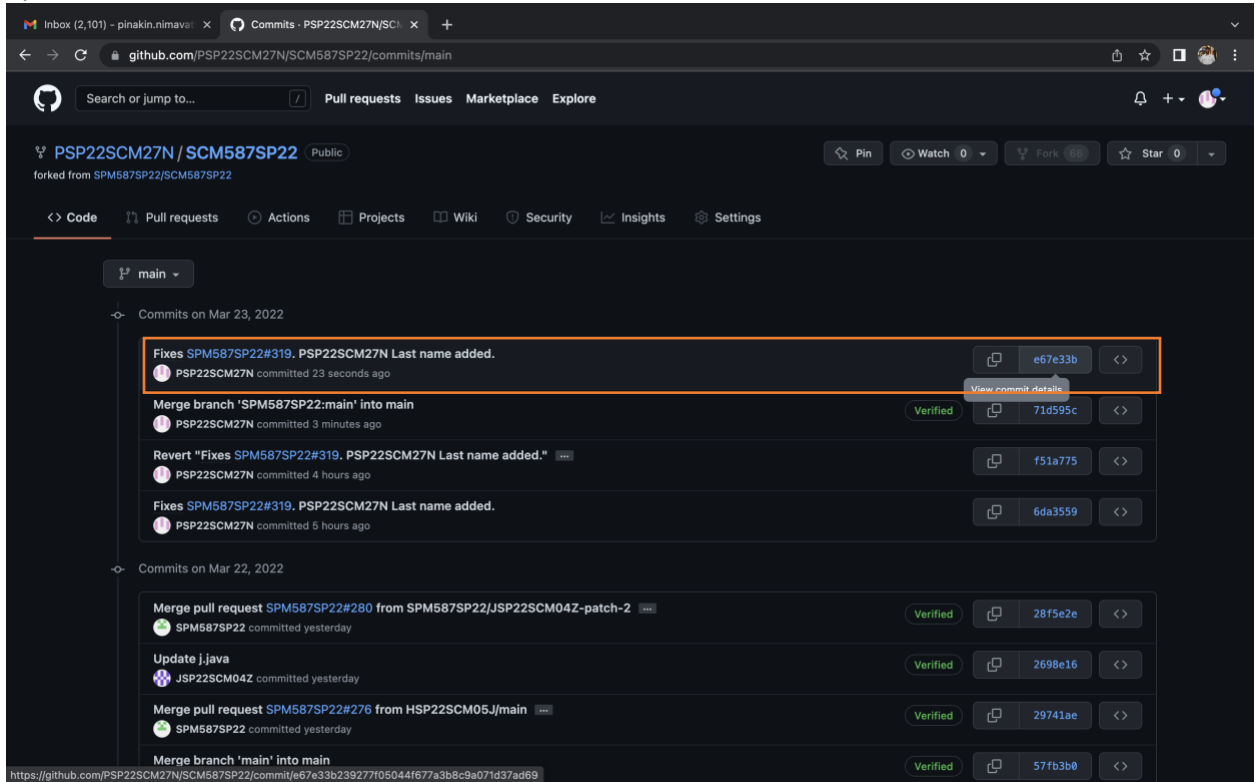 Inbox (2,101) - pinakin.nimavat
Commits · PSP22SCM27N/SCM
github.com/PSP22SCM27N/SCM587SP22/commits/main
Search or jump to... / Pull requests Issues Marketplace Explore
PSP22SCM27N / SCM587SP22 Public
Pin Watch 0 Fork 66 Star 0
forked from SPM587SP22/SCM587SP22
<> Code Pull requests Actions Projects Wiki Security Insights Settings
main
Commits on Mar 23, 2022
Fixes SPM587SP22#319. PSP22SCM27N Last name added.
e67e33b <>
PSP22SCM27N committed 23 seconds ago
View commit details
Merge branch 'SPM587SP22:main' into main
Verified 71d595c <>
PSP22SCM27N committed 3 minutes ago
Revert "Fixes SPM587SP22#319. PSP22SCM27N Last name added." ...
f51a775 <>
PSP22SCM27N committed 4 hours ago
Fixes SPM587SP22#319. PSP22SCM27N Last name added.
6da3559 <>
PSP22SCM27N committed 5 hours ago
Commits on Mar 22, 2022
Merge pull request SPM587SP22#280 from SPM587SP22/JSP22SCM04Z-patch-2 ...
Verified 28f5e2e <>
SPM587SP22 committed yesterday
Update j.java
Verified 2698e16 <>
JSP22SCM04Z committed yesterday
Merge pull request SPM587SP22#276 from HSP22SCM05J/main ...
Verified 29741ae <>
SPM587SP22 committed yesterday
Merge branch 'main' into main
Verified 57fb3b0 <>
https://github.com/PSP22SCM27N/SCM587SP22/commit/e67e33b239277f05044f677a3b8c9a071d37ad69